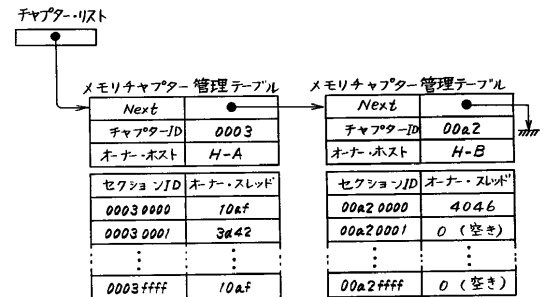 チャプター・リスト
メモリチャプター管理テーブル
Next
チャプターID 0003
オーナー・ホスト H-A
セクションID オーナー・スレッド
00030000 10af
00030001 3d42
0003ffff 10af
メモリチャプター管理テーブル
Next
チャプターID 00a2
オーナー・ホスト H-B
セクションID オーナー・スレッド
00a20000 4046
00a20001 0 (空き)
00a2ffff 0 (空き)